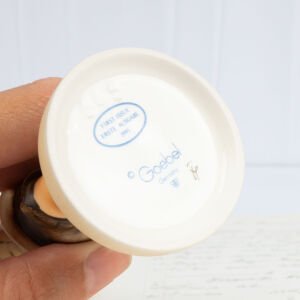 FIRST ISSUE
ERSTE AUSGABE
© Goebel
Germany